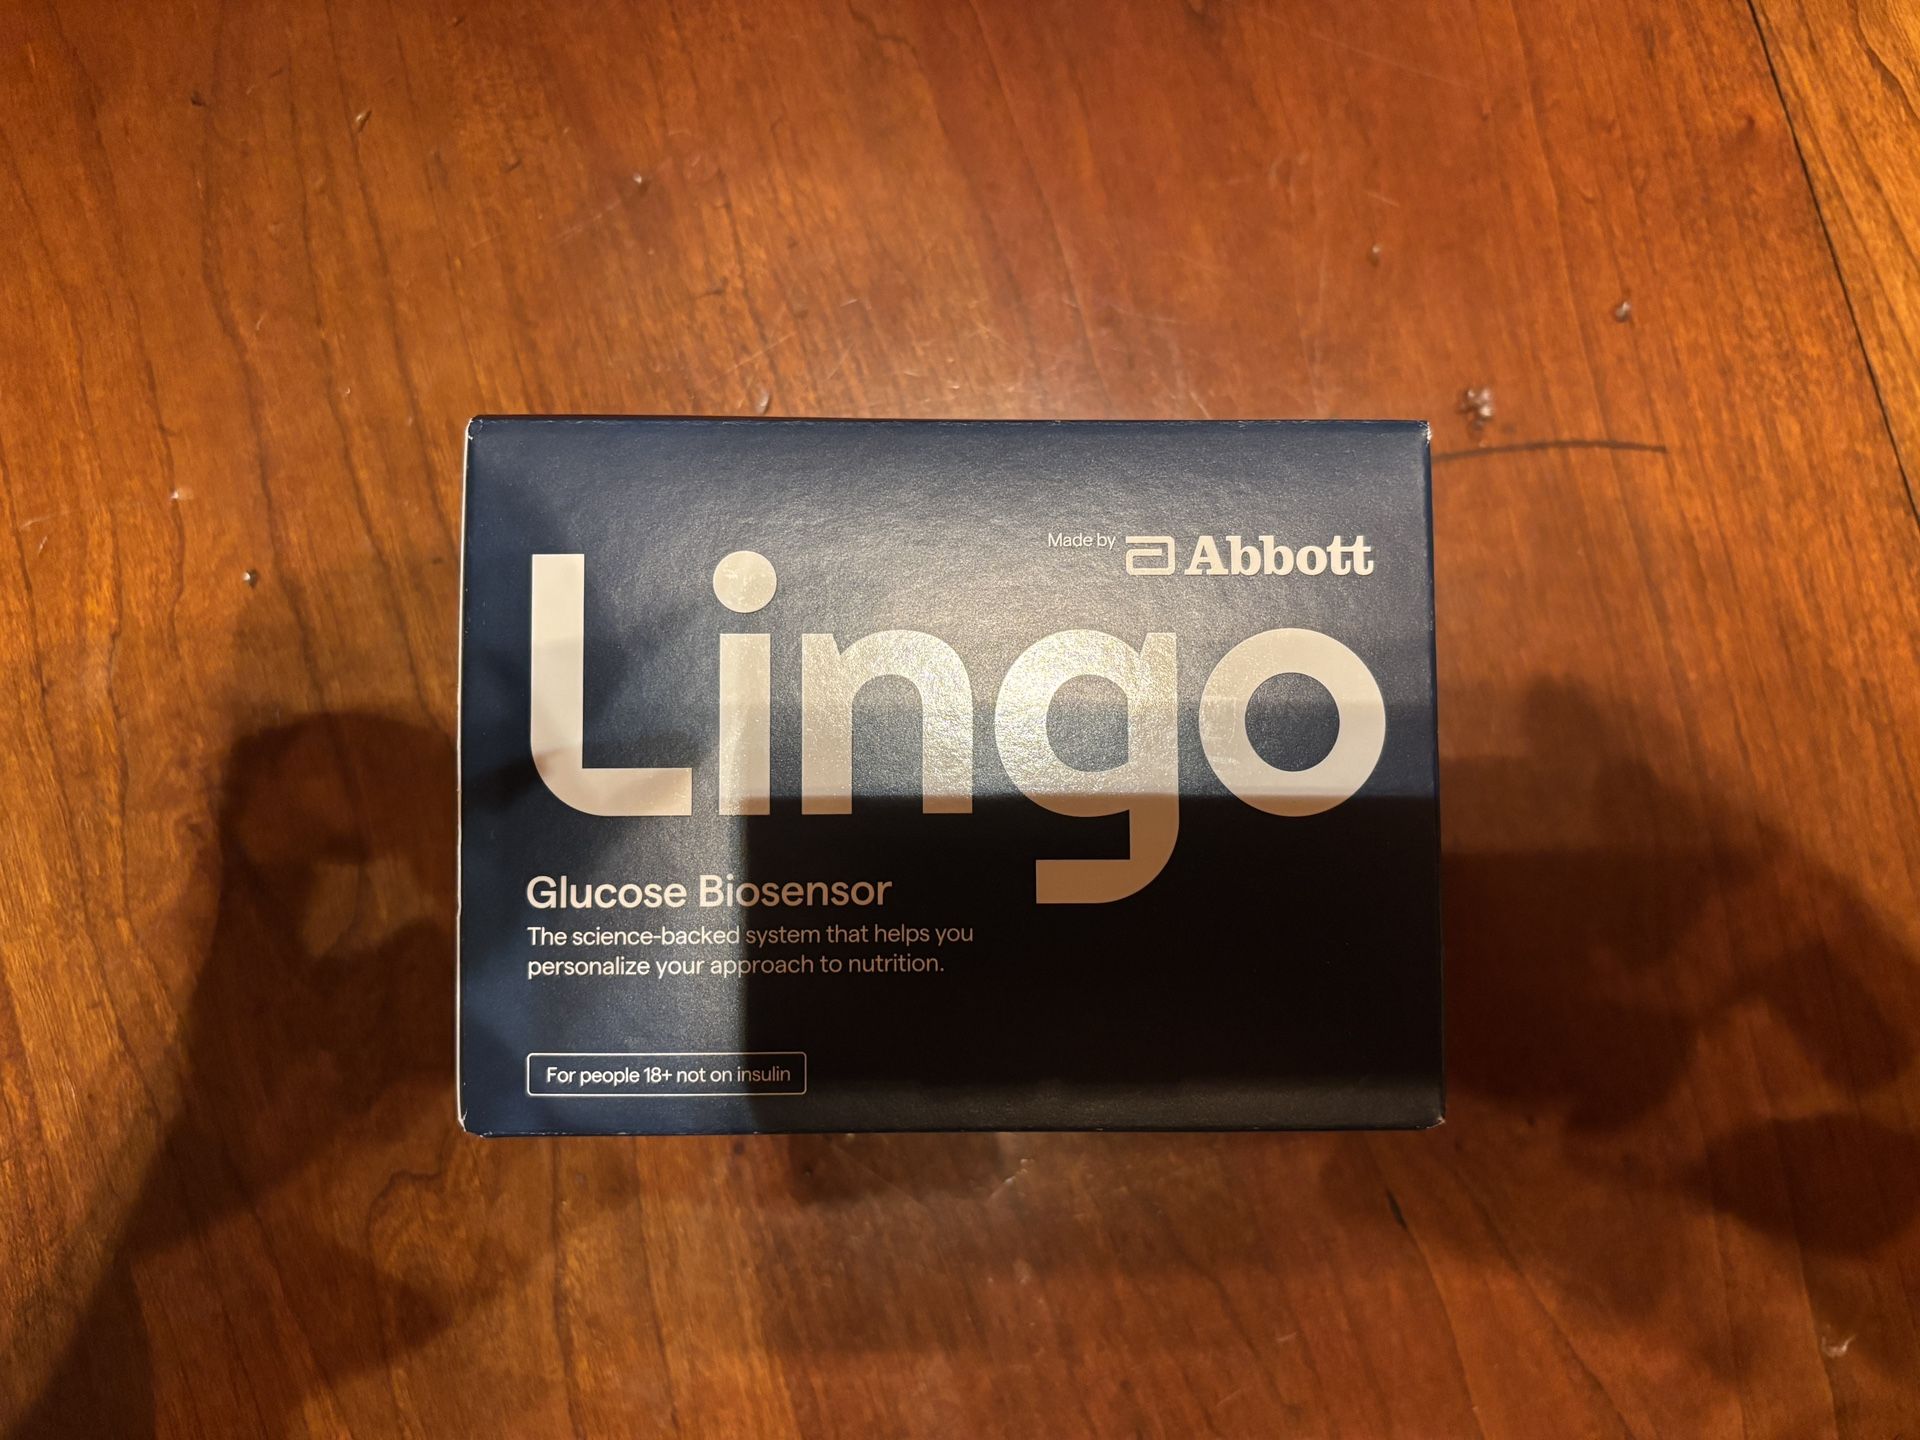 Made by Abbott
Lingo
Glucose Biosensor
The science-backed system that helps you
personalize your approach to nutrition.
For people 18+ not on insulin